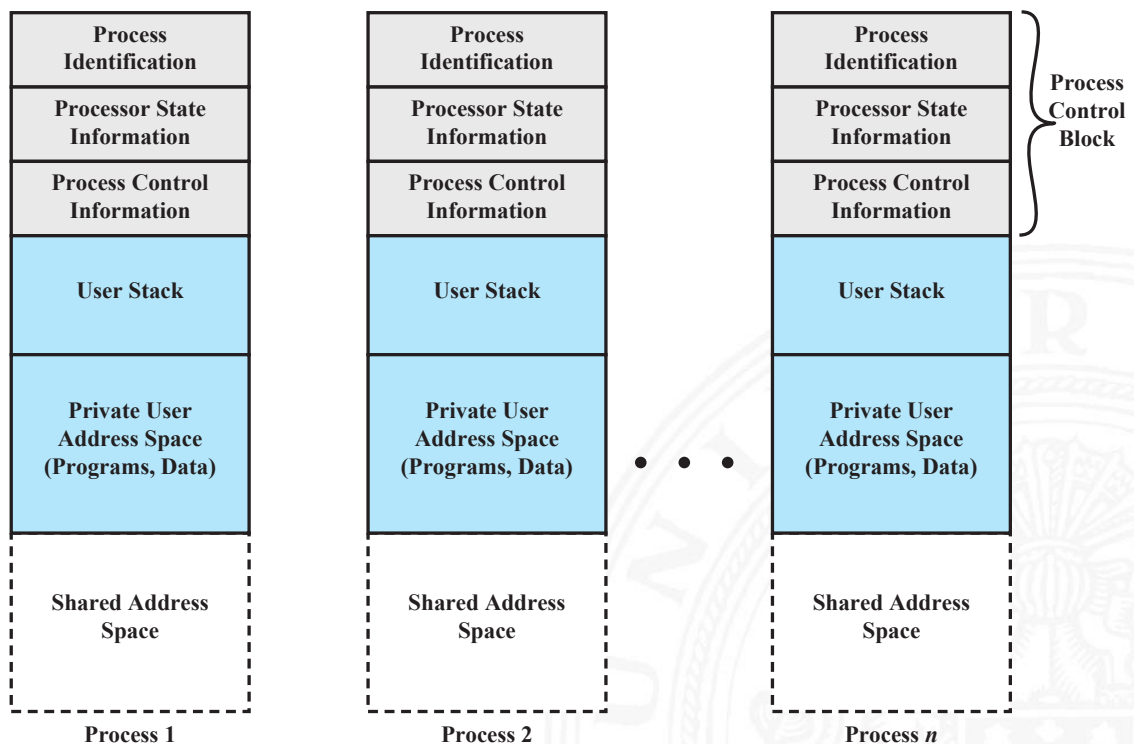 Process
Identification
Processor State
Information
Process Control
Information
User Stack
Private User
Address Space
(Programs, Data)
Shared Address
Space
Process 1
Process
Identification
Processor State
Information
Process Control
Information
User Stack
Private User
Address Space
(Programs, Data)
Shared Address
Space
Process 2
• • •
Process
Identification
Processor State
Information
Process Control
Information
User Stack
Private User
Address Space
(Programs, Data)
Shared Address
Space
Process n
Process
Control
Block
U N I
R